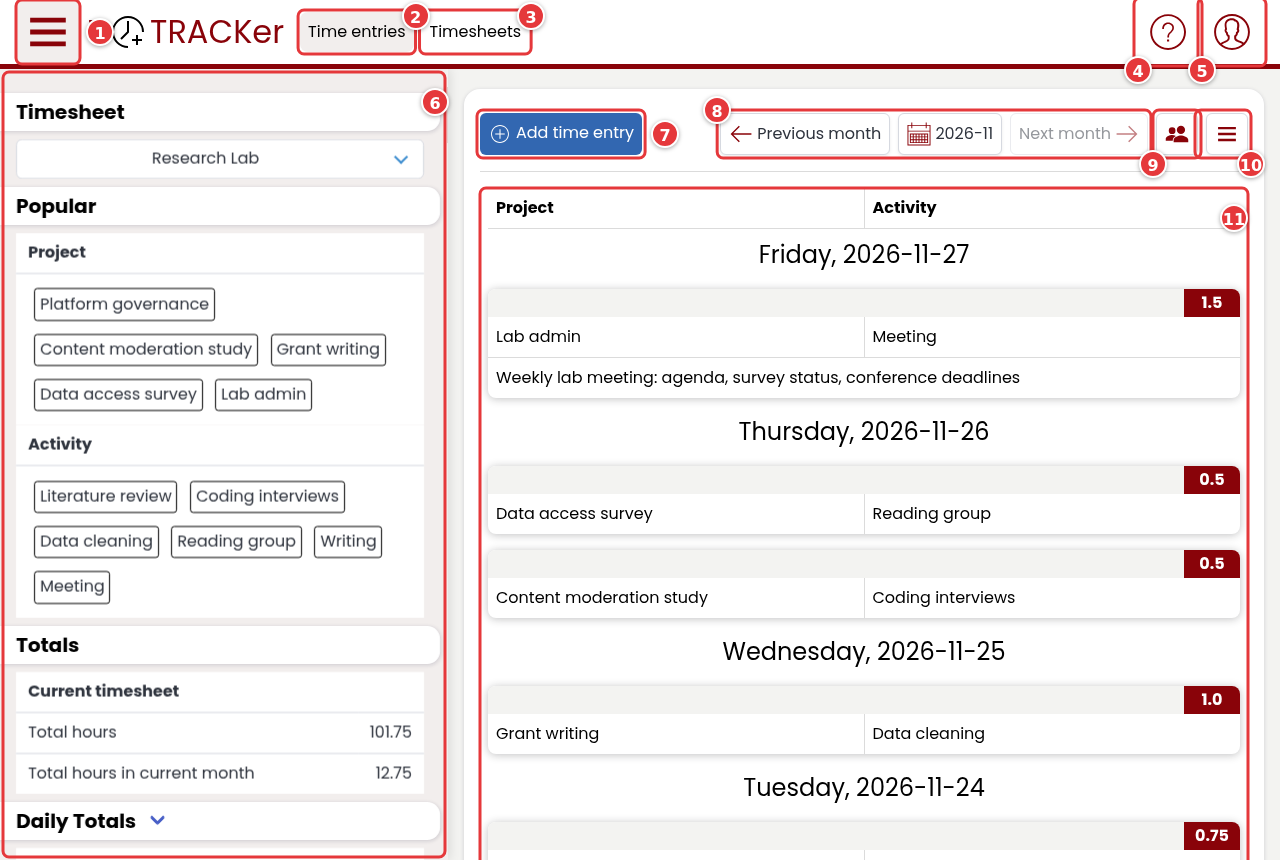 TRACKer
Time entries
Timesheets
1
2
3
4
5
6
Timesheet
Research Lab
Popular
Project
Platform governance
Content moderation study
Grant writing
Data access survey
Lab admin
Activity
Literature review
Coding interviews
Data cleaning
Reading group
Writing
Meeting
Totals
Current timesheet
Total hours 101.75
Total hours in current month 12.75
Daily Totals
Add time entry
7
8
Previous month
2026-11
Next month
9
10
11
Project Activity
Friday, 2026-11-27
1.5
Lab admin Meeting
Weekly lab meeting: agenda, survey status, conference deadlines
Thursday, 2026-11-26
0.5
Data access survey Reading group
0.5
Content moderation study Coding interviews
Wednesday, 2026-11-25
1.0
Grant writing Data cleaning
Tuesday, 2026-11-24
0.75